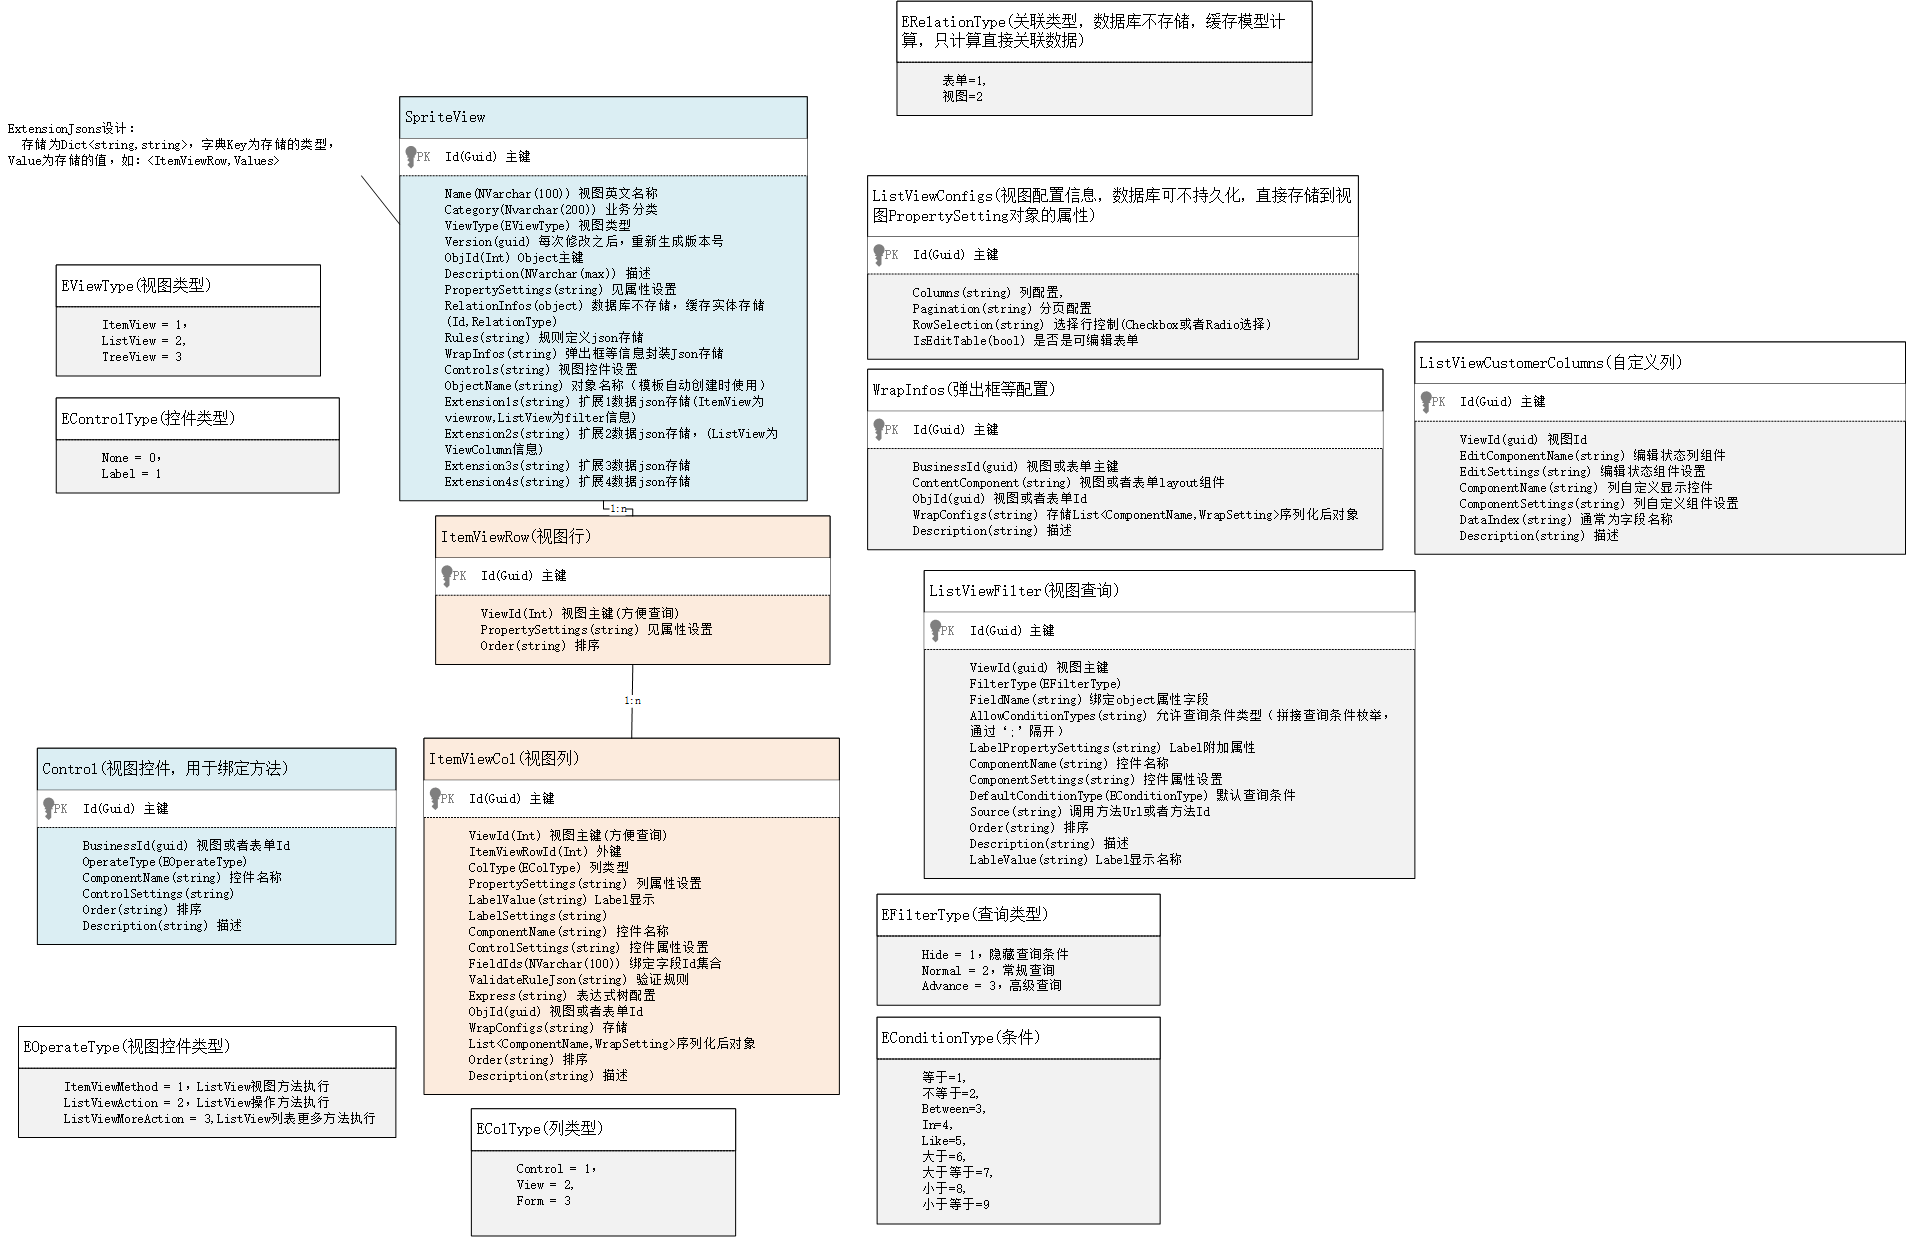 ERelationType(关联类型，数据库不存储，缓存模型计
算，只计算直接关联数据)
表单=1,
视图=2
ExtensionJsons设计：
存储为Dict<string,string>，字典Key为存储的类型，
Value为存储的值，如：<ItemViewRow,Values>
SpriteView
PK Id(Guid) 主键
Name(NVarchar(100)) 视图英文名称
Category(Nvarchar(200)) 业务分类
ViewType(EViewType) 视图类型
Version(guid) 每次修改之后，重新生成版本号
ObjId(Int) Object主键
Description(NVarchar(max)) 描述
PropertySettings(string) 见属性设置
RelationInfos(object) 数据库不存储，缓存实体存储
(Id,RelationType)
Rules(string) 规则定义json存储
WrapInfos(string) 弹出框等信息封装Json存储
Controls(string) 视图控件设置
ObjectName(string) 对象名称（模板自动创建时使用）
Extension1s(string) 扩展1数据json存储(ItemView为
viewrow,ListView为filter信息)
Extension2s(string) 扩展2数据json存储，(ListView为
ViewColumn信息)
Extension3s(string) 扩展3数据json存储
Extension4s(string) 扩展4数据json存储
1:n
EViewType(视图类型)
ItemView = 1，
ListView = 2,
TreeView = 3
EControlType(控件类型)
None = 0，
Label = 1
ItemViewRow(视图行)
PK Id(Guid) 主键
ViewId(Int) 视图主键(方便查询)
PropertySettings(string) 见属性设置
Order(string) 排序
1:n
ItemViewCol(视图列)
PK Id(Guid) 主键
ViewId(Int) 视图主键(方便查询)
ItemViewRowId(Int) 外键
ColType(EColType) 列类型
PropertySettings(string) 列属性设置
LabelValue(string) Label显示
LabelSettings(string)
ComponentName(string) 控件名称
ControlSettings(string) 控件属性设置
FieldIds(NVarchar(100)) 绑定字段Id集合
ValidateRuleJson(string) 验证规则
Express(string) 表达式树配置
ObjId(guid) 视图或者表单Id
WrapConfigs(string) 存储
List<ComponentName,WrapSetting>序列化后对象
Order(string) 排序
Description(string) 描述
EColType(列类型)
Control = 1，
View = 2,
Form = 3
Control(视图控件，用于绑定方法)
PK Id(Guid) 主键
BusinessId(guid) 视图或者表单Id
OperateType(EOperateType)
ComponentName(string) 控件名称
ControlSettings(string)
Order(string) 排序
Description(string) 描述
EOperateType(视图控件类型)
ItemViewMethod = 1，ListView视图方法执行
ListViewAction = 2，ListView操作方法执行
ListViewMoreAction = 3,ListView列表更多方法执行
ListViewConfigs(视图配置信息，数据库可不持久化，直接存储到视
图PropertySetting对象的属性)
PK Id(Guid) 主键
Columns(string) 列配置,
Pagination(string) 分页配置
RowSelection(string) 选择行控制(Checkbox或者Radio选择)
IsEditTable(bool) 是否是可编辑表单
WrapInfos(弹出框等配置)
PK Id(Guid) 主键
BusinessId(guid) 视图或表单主键
ContentComponent(string) 视图或者表单layout组件
ObjId(guid) 视图或者表单Id
WrapConfigs(string) 存储List<ComponentName,WrapSetting>序列化后对象
Description(string) 描述
ListViewCustomerColumns(自定义列)
PK Id(Guid) 主键
ViewId(guid) 视图Id
EditComponentName(string) 编辑状态列组件
EditSettings(string) 编辑状态组件设置
ComponentName(string) 列自定义显示控件
ComponentSettings(string) 列自定义组件设置
DataIndex(string) 通常为字段名称
Description(string) 描述
ListViewFilter(视图查询)
PK Id(Guid) 主键
ViewId(guid) 视图主键
FilterType(EFilterType)
FieldName(string) 绑定object属性字段
AllowConditionTypes(string) 允许查询条件类型（拼接查询条件枚举，
通过‘;’隔开）
LabelPropertySettings(string) Label附加属性
ComponentName(string) 控件名称
ComponentSettings(string) 控件属性设置
DefaultConditionType(EConditionType) 默认查询条件
Source(string) 调用方法Url或者方法Id
Order(string) 排序
Description(string) 描述
LableValue(string) Label显示名称
EFilterType(查询类型)
Hide = 1，隐藏查询条件
Normal = 2，常规查询
Advance = 3，高级查询
EConditionType(条件)
等于=1,
不等于=2,
Between=3,
In=4,
Like=5,
大于=6,
大于等于=7,
小于=8,
小于等于=9